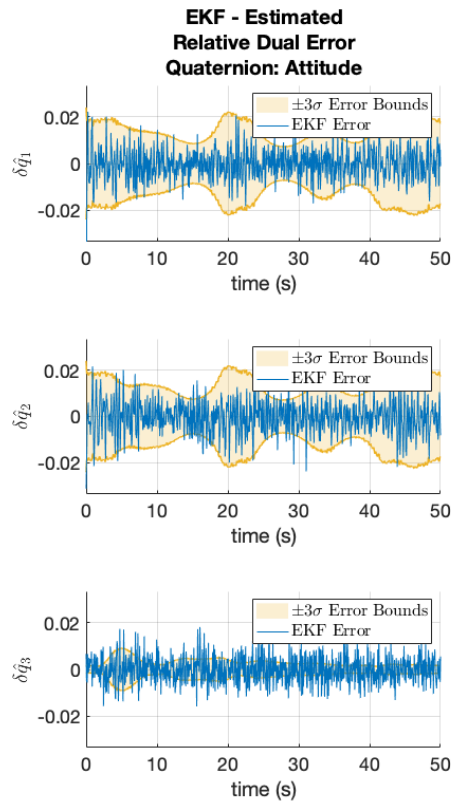 EKF - Estimated
Relative Dual Error
Quaternion: Attitude
±3σ Error Bounds
EKF Error
0.02
0
-0.02
δq̂₁
0 10 20 30 40 50
time (s)
±3σ Error Bounds
EKF Error
0.02
0
-0.02
δq̂₂
0 10 20 30 40 50
time (s)
±3σ Error Bounds
EKF Error
0.02
0
-0.02
δq̂₃
0 10 20 30 40 50
time (s)